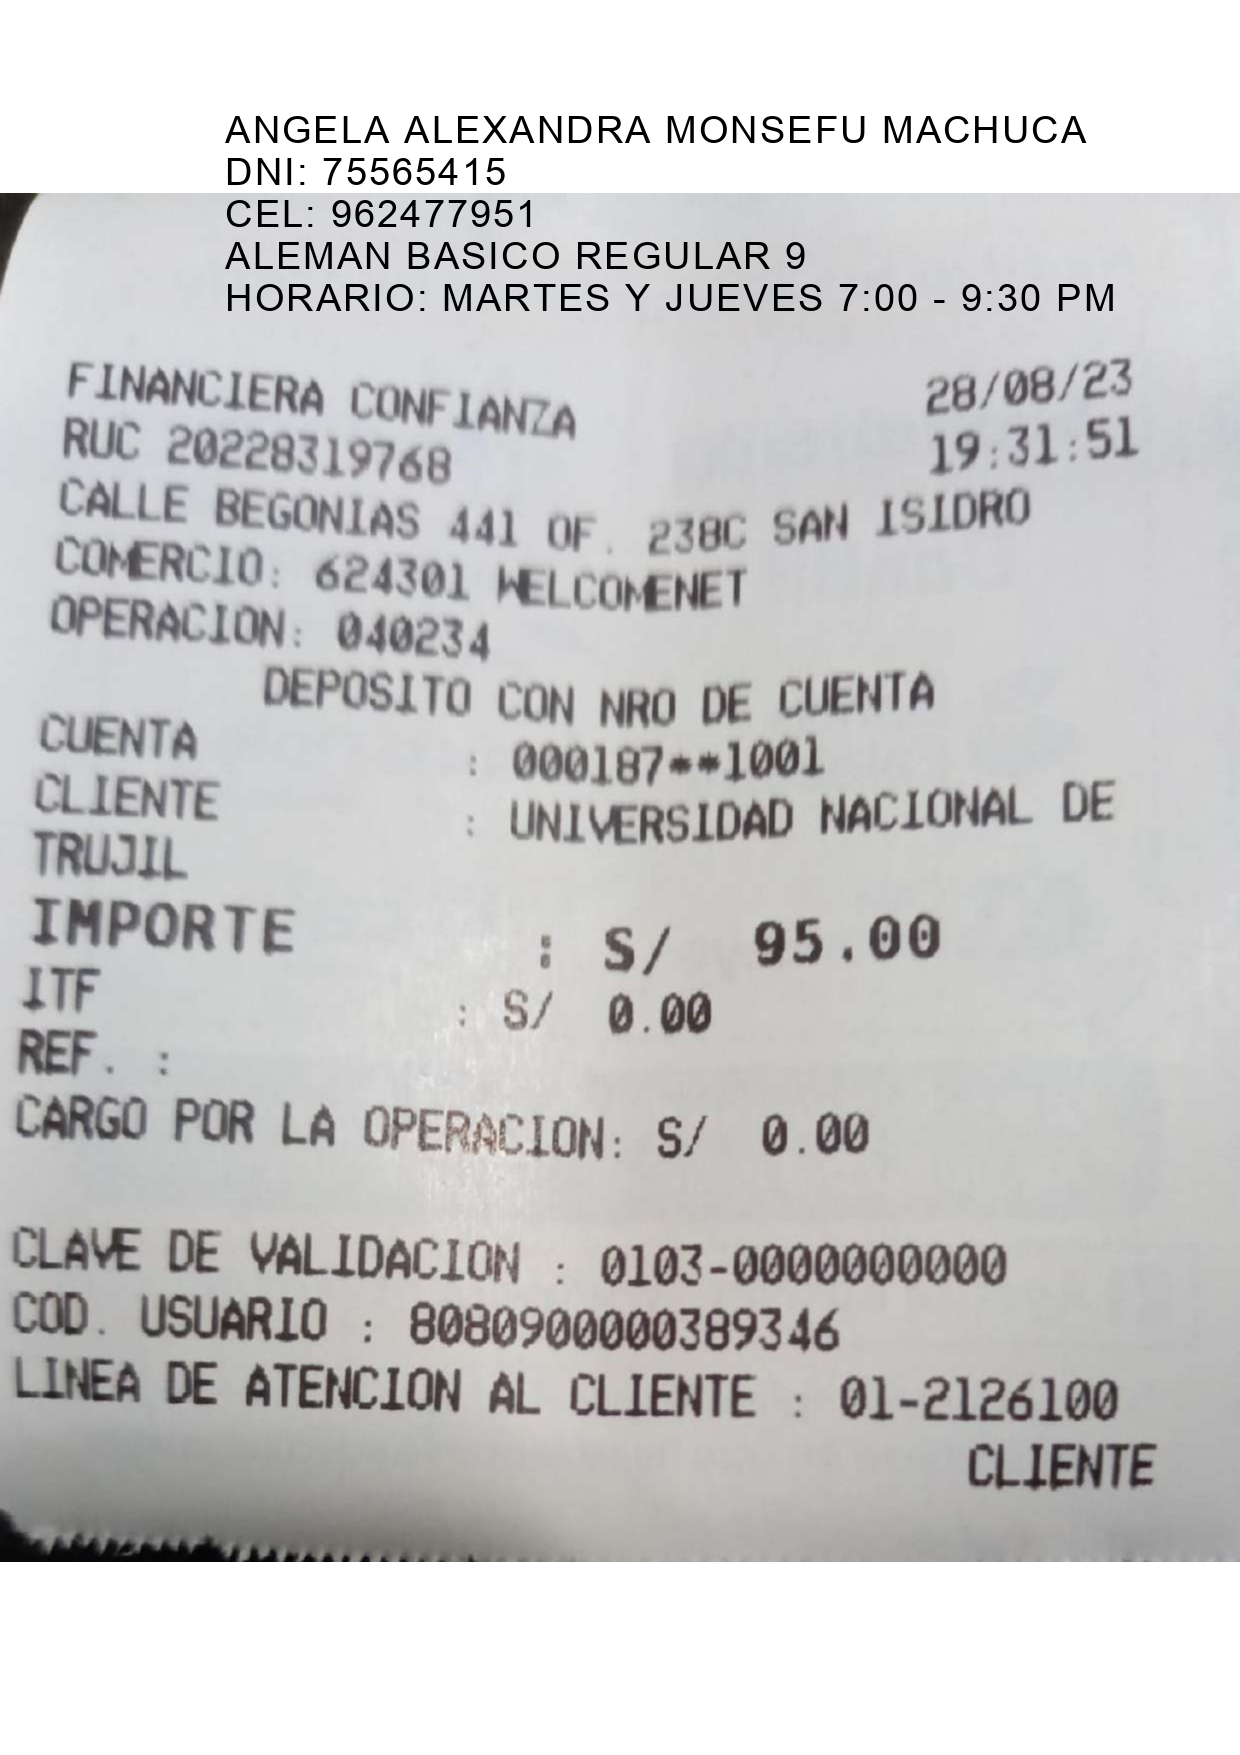 ANGELA ALEXANDRA MONSEFU MACHUCA
DNI: 75565415
CEL: 962477951
ALEMAN BASICO REGULAR 9
HORARIO: MARTES Y JUEVES 7:00 - 9:30 PM
FINANCIERA CONFIANZA 28/08/23
RUC 20228319768 19:31:51
CALLE BEGONIAS 441 OF. 238C SAN ISIDRO
COMERCIO: 624301 WELCOMENET
OPERACION: 040234
DEPOSITO CON NRO DE CUENTA
CUENTA : 000187**1001
CLIENTE : UNIVERSIDAD NACIONAL DE
TRUJIL
IMPORTE : S/ 95.00
ITF : S/ 0.00
REF. :
CARGO POR LA OPERACION: S/ 0.00
CLAVE DE VALIDACION : 0103-0000000000
COD. USUARIO : 8080900000389346
LINEA DE ATENCION AL CLIENTE : 01-2126100
CLIENTE